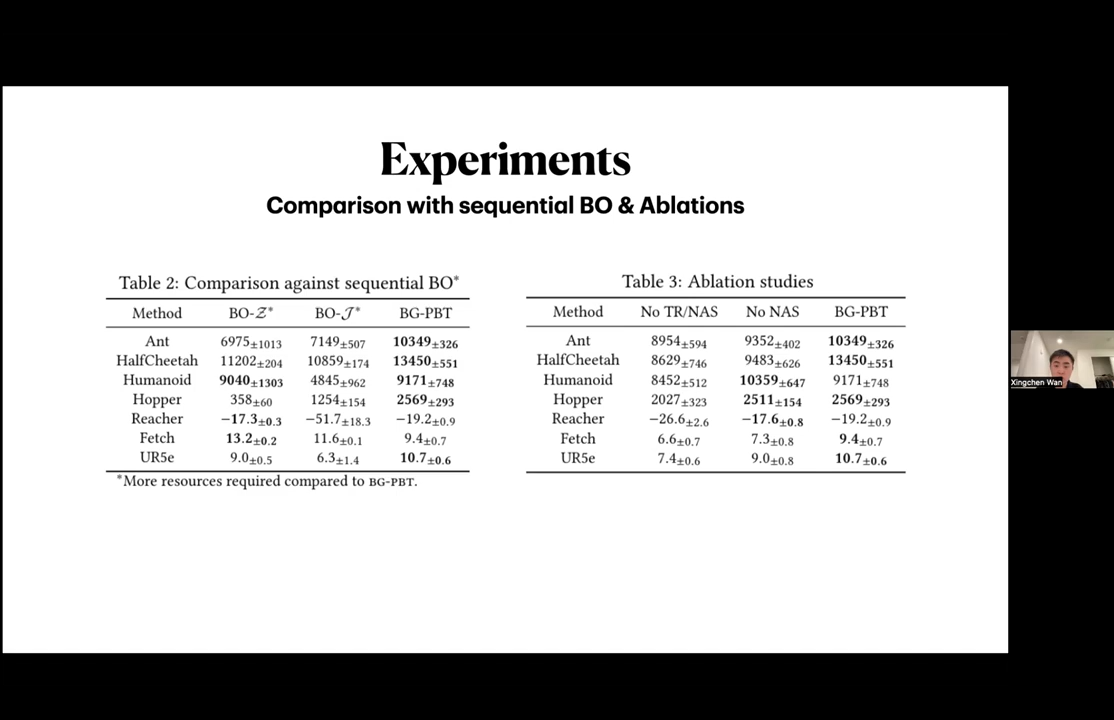 Experiments
Comparison with sequential BO & Ablations
Table 2: Comparison against sequential BO*
Method BO-𝒵* BO-𝒥* BG-PBT
Ant 6975±1013 7149±507 10349±326
HalfCheetah 11202±204 10859±174 13450±551
Humanoid 9040±1303 4845±962 9171±748
Hopper 358±60 1254±154 2569±293
Reacher −17.3±0.3 −51.7±18.3 −19.2±0.9
Fetch 13.2±0.2 11.6±0.1 9.4±0.7
UR5e 9.0±0.5 6.3±1.4 10.7±0.6
*More resources required compared to BG-PBT.
Table 3: Ablation studies
Method No TR/NAS No NAS BG-PBT
Ant 8954±594 9352±402 10349±326
HalfCheetah 8629±746 9483±626 13450±551
Humanoid 8452±512 10359±647 9171±748
Hopper 2027±323 2511±154 2569±293
Reacher −26.6±2.6 −17.6±0.8 −19.2±0.9
Fetch 6.6±0.7 7.3±0.8 9.4±0.7
UR5e 7.4±0.6 9.0±0.8 10.7±0.6
Xingchen Wan